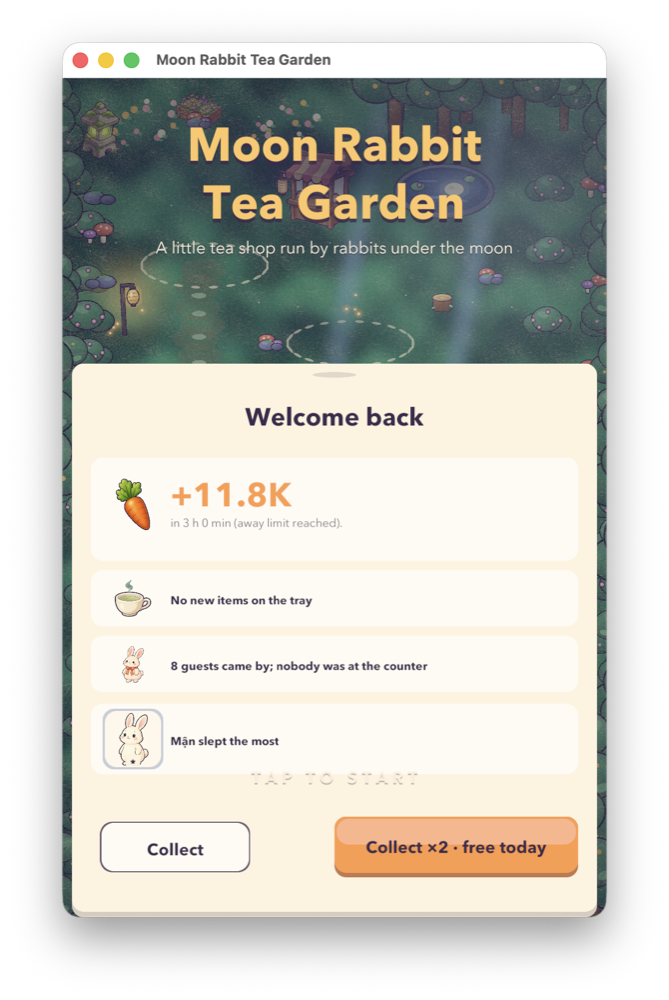 Moon Rabbit Tea Garden
Moon Rabbit
Tea Garden
A little tea shop run by rabbits under the moon
Welcome back
+11.8K
in 3 h 0 min (away limit reached).
No new items on the tray
8 guests came by; nobody was at the counter
Mận slept the most
TAP TO START
Collect
Collect ×2 · free today